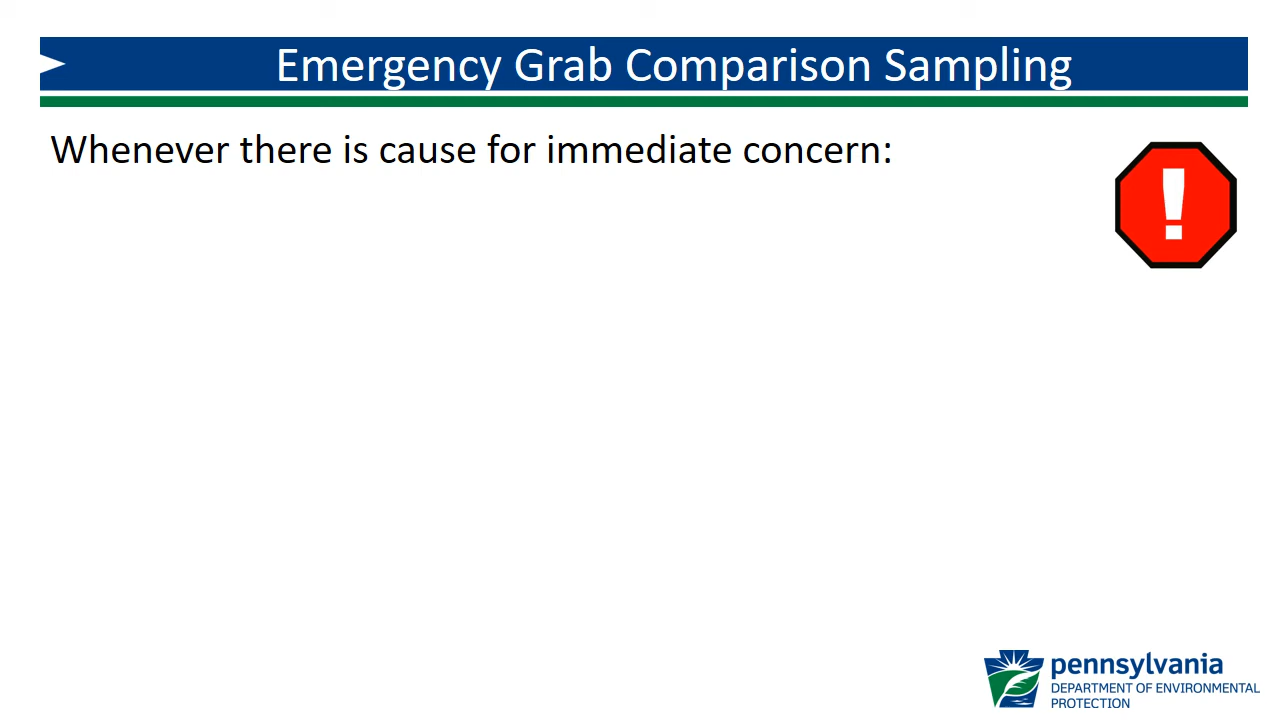 Emergency Grab Comparison Sampling
Whenever there is cause for immediate concern:
!
pennsylvania
DEPARTMENT OF ENVIRONMENTAL
PROTECTION